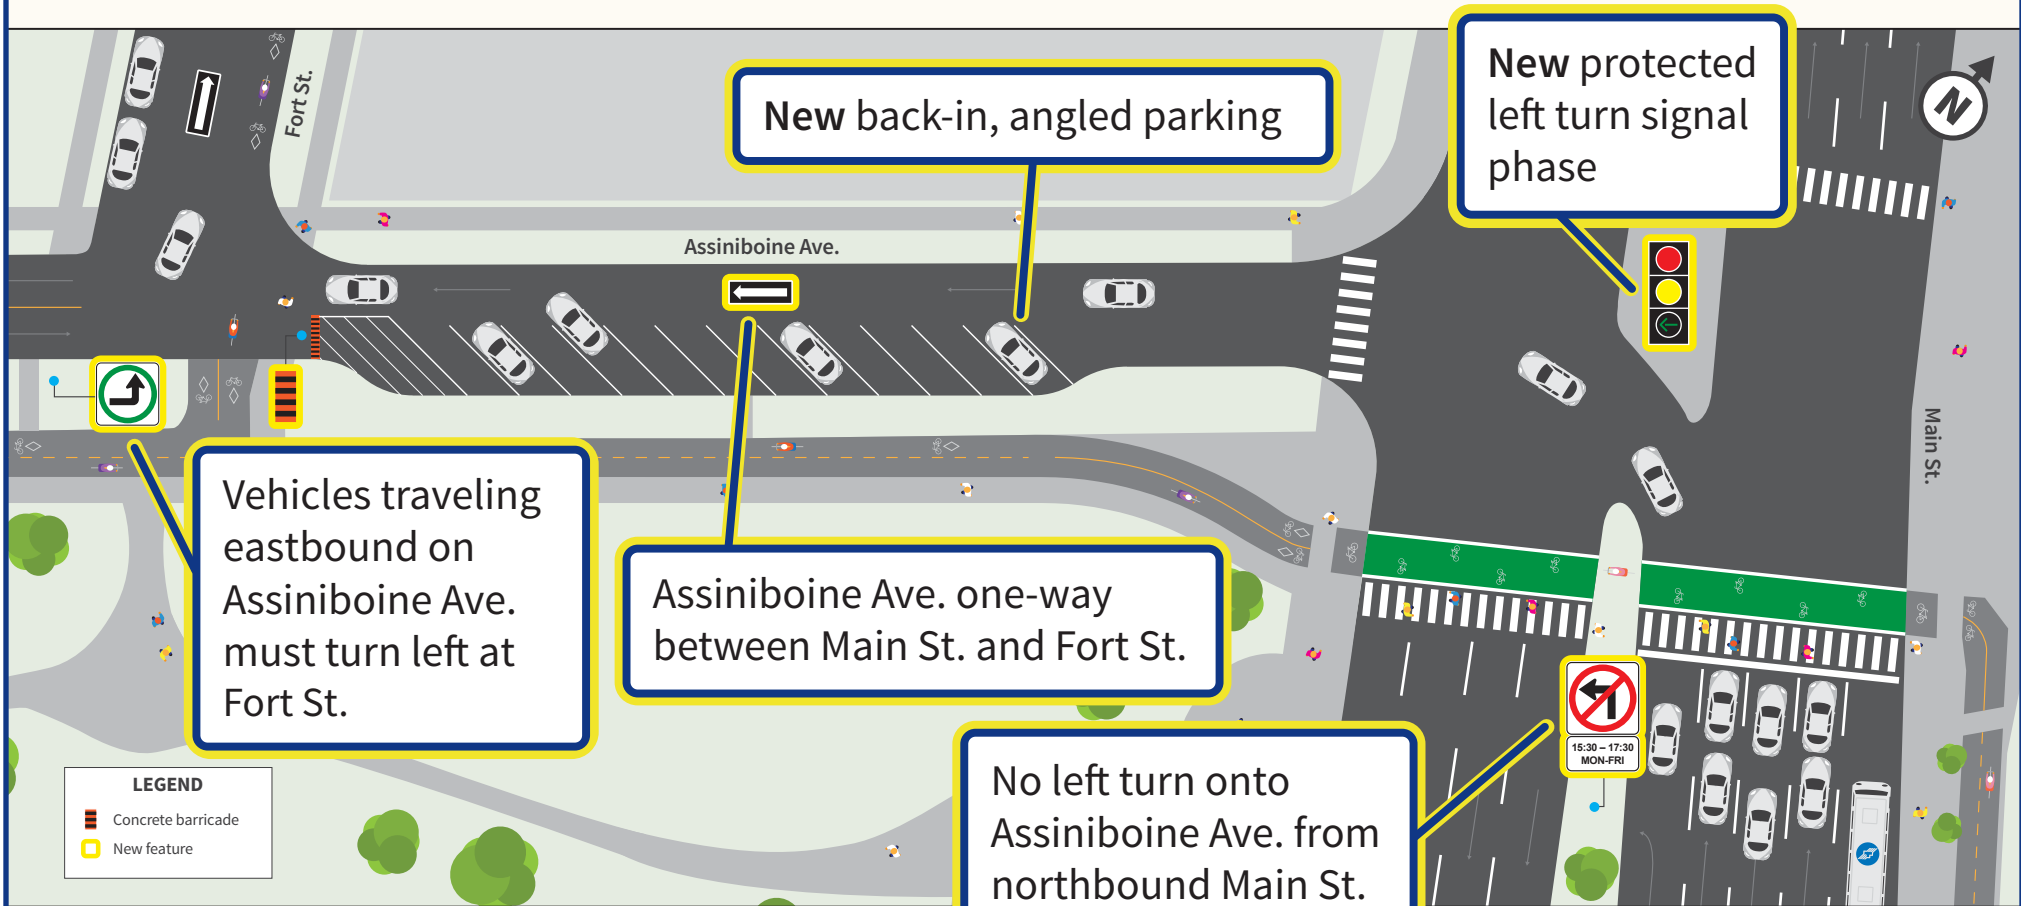 New protected
left turn signal
phase
New back-in, angled parking
N
Fort St.
Assiniboine Ave.
Main St.
Vehicles traveling
eastbound on
Assiniboine Ave.
must turn left at
Fort St.
Assiniboine Ave. one-way
between Main St. and Fort St.
No left turn onto
Assiniboine Ave. from
northbound Main St.
15:30 – 17:30
MON-FRI
LEGEND
Concrete barricade
New feature